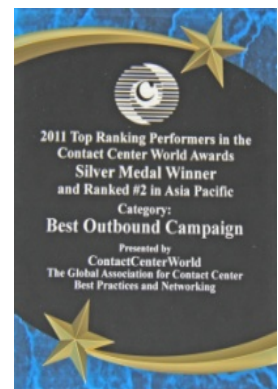 2011 Top Ranking Performers in the
Contact Center World Awards
Silver Medal Winner
and Ranked #2 in Asia Pacific
Category:
Best Outbound Campaign
Presented by
ContactCenterWorld
The Global Association for Contact Center
Best Practices and Networking